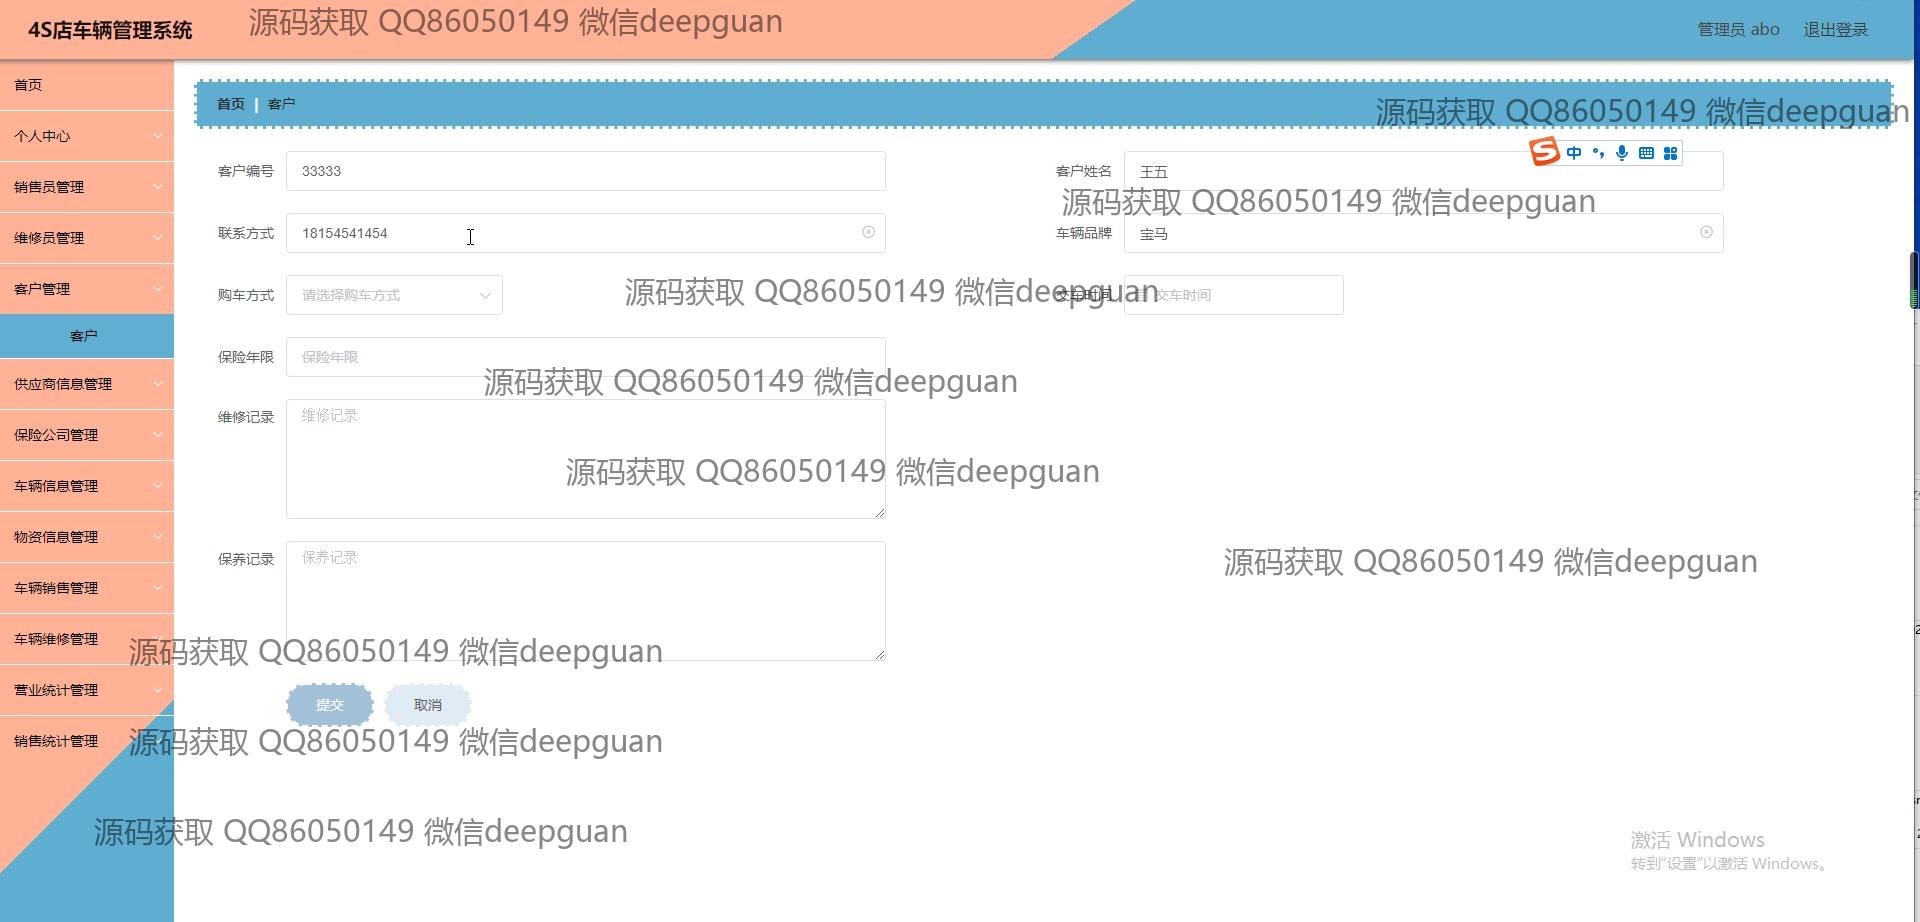 4S店车辆管理系统
源码获取 QQ86050149 微信deepguan
管理员 abo
退出登录
首页
个人中心
销售员管理
维修员管理
客户管理
客户
供应商信息管理
保险公司管理
车辆信息管理
物资信息管理
车辆销售管理
车辆维修管理
营业统计管理
销售统计管理
首页 | 客户
源码获取 QQ86050149 微信deepguan
中
客户编号 33333
客户姓名 王五
源码获取 QQ86050149 微信deepguan
联系方式 18154541454
车辆品牌 宝马
购车方式 请选择购车方式
源码获取 QQ86050149 微信deepguan
交车时间 交车时间
保险年限 保险年限
源码获取 QQ86050149 微信deepguan
维修记录 维修记录
源码获取 QQ86050149 微信deepguan
保养记录 保养记录
源码获取 QQ86050149 微信deepguan
源码获取 QQ86050149 微信deepguan
提交 取消
源码获取 QQ86050149 微信deepguan
源码获取 QQ86050149 微信deepguan
激活 Windows
转到“设置”以激活 Windows。